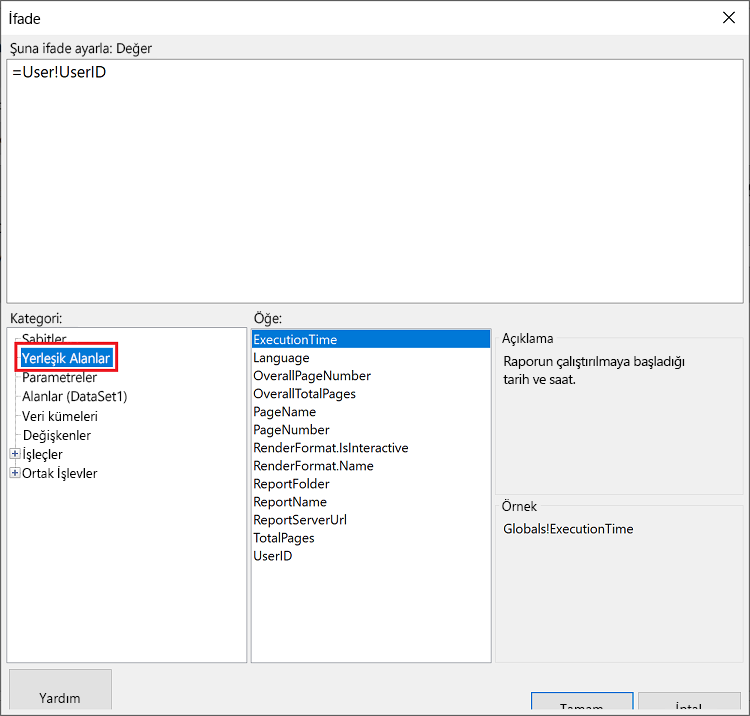 İfade
Şuna ifade ayarla: Değer
=User!UserID
Kategori:
Sabitler
Yerleşik Alanlar
Parametreler
Alanlar (DataSet1)
Veri kümeleri
Değişkenler
İşleçler
Ortak İşlevler
Öğe:
ExecutionTime
Language
OverallPageNumber
OverallTotalPages
PageName
PageNumber
RenderFormat.IsInteractive
RenderFormat.Name
ReportFolder
ReportName
ReportServerUrl
TotalPages
UserID
Açıklama
Raporun çalıştırılmaya başladığı
tarih ve saat.
Örnek
Globals!ExecutionTime
Yardım
Tamam
İptal